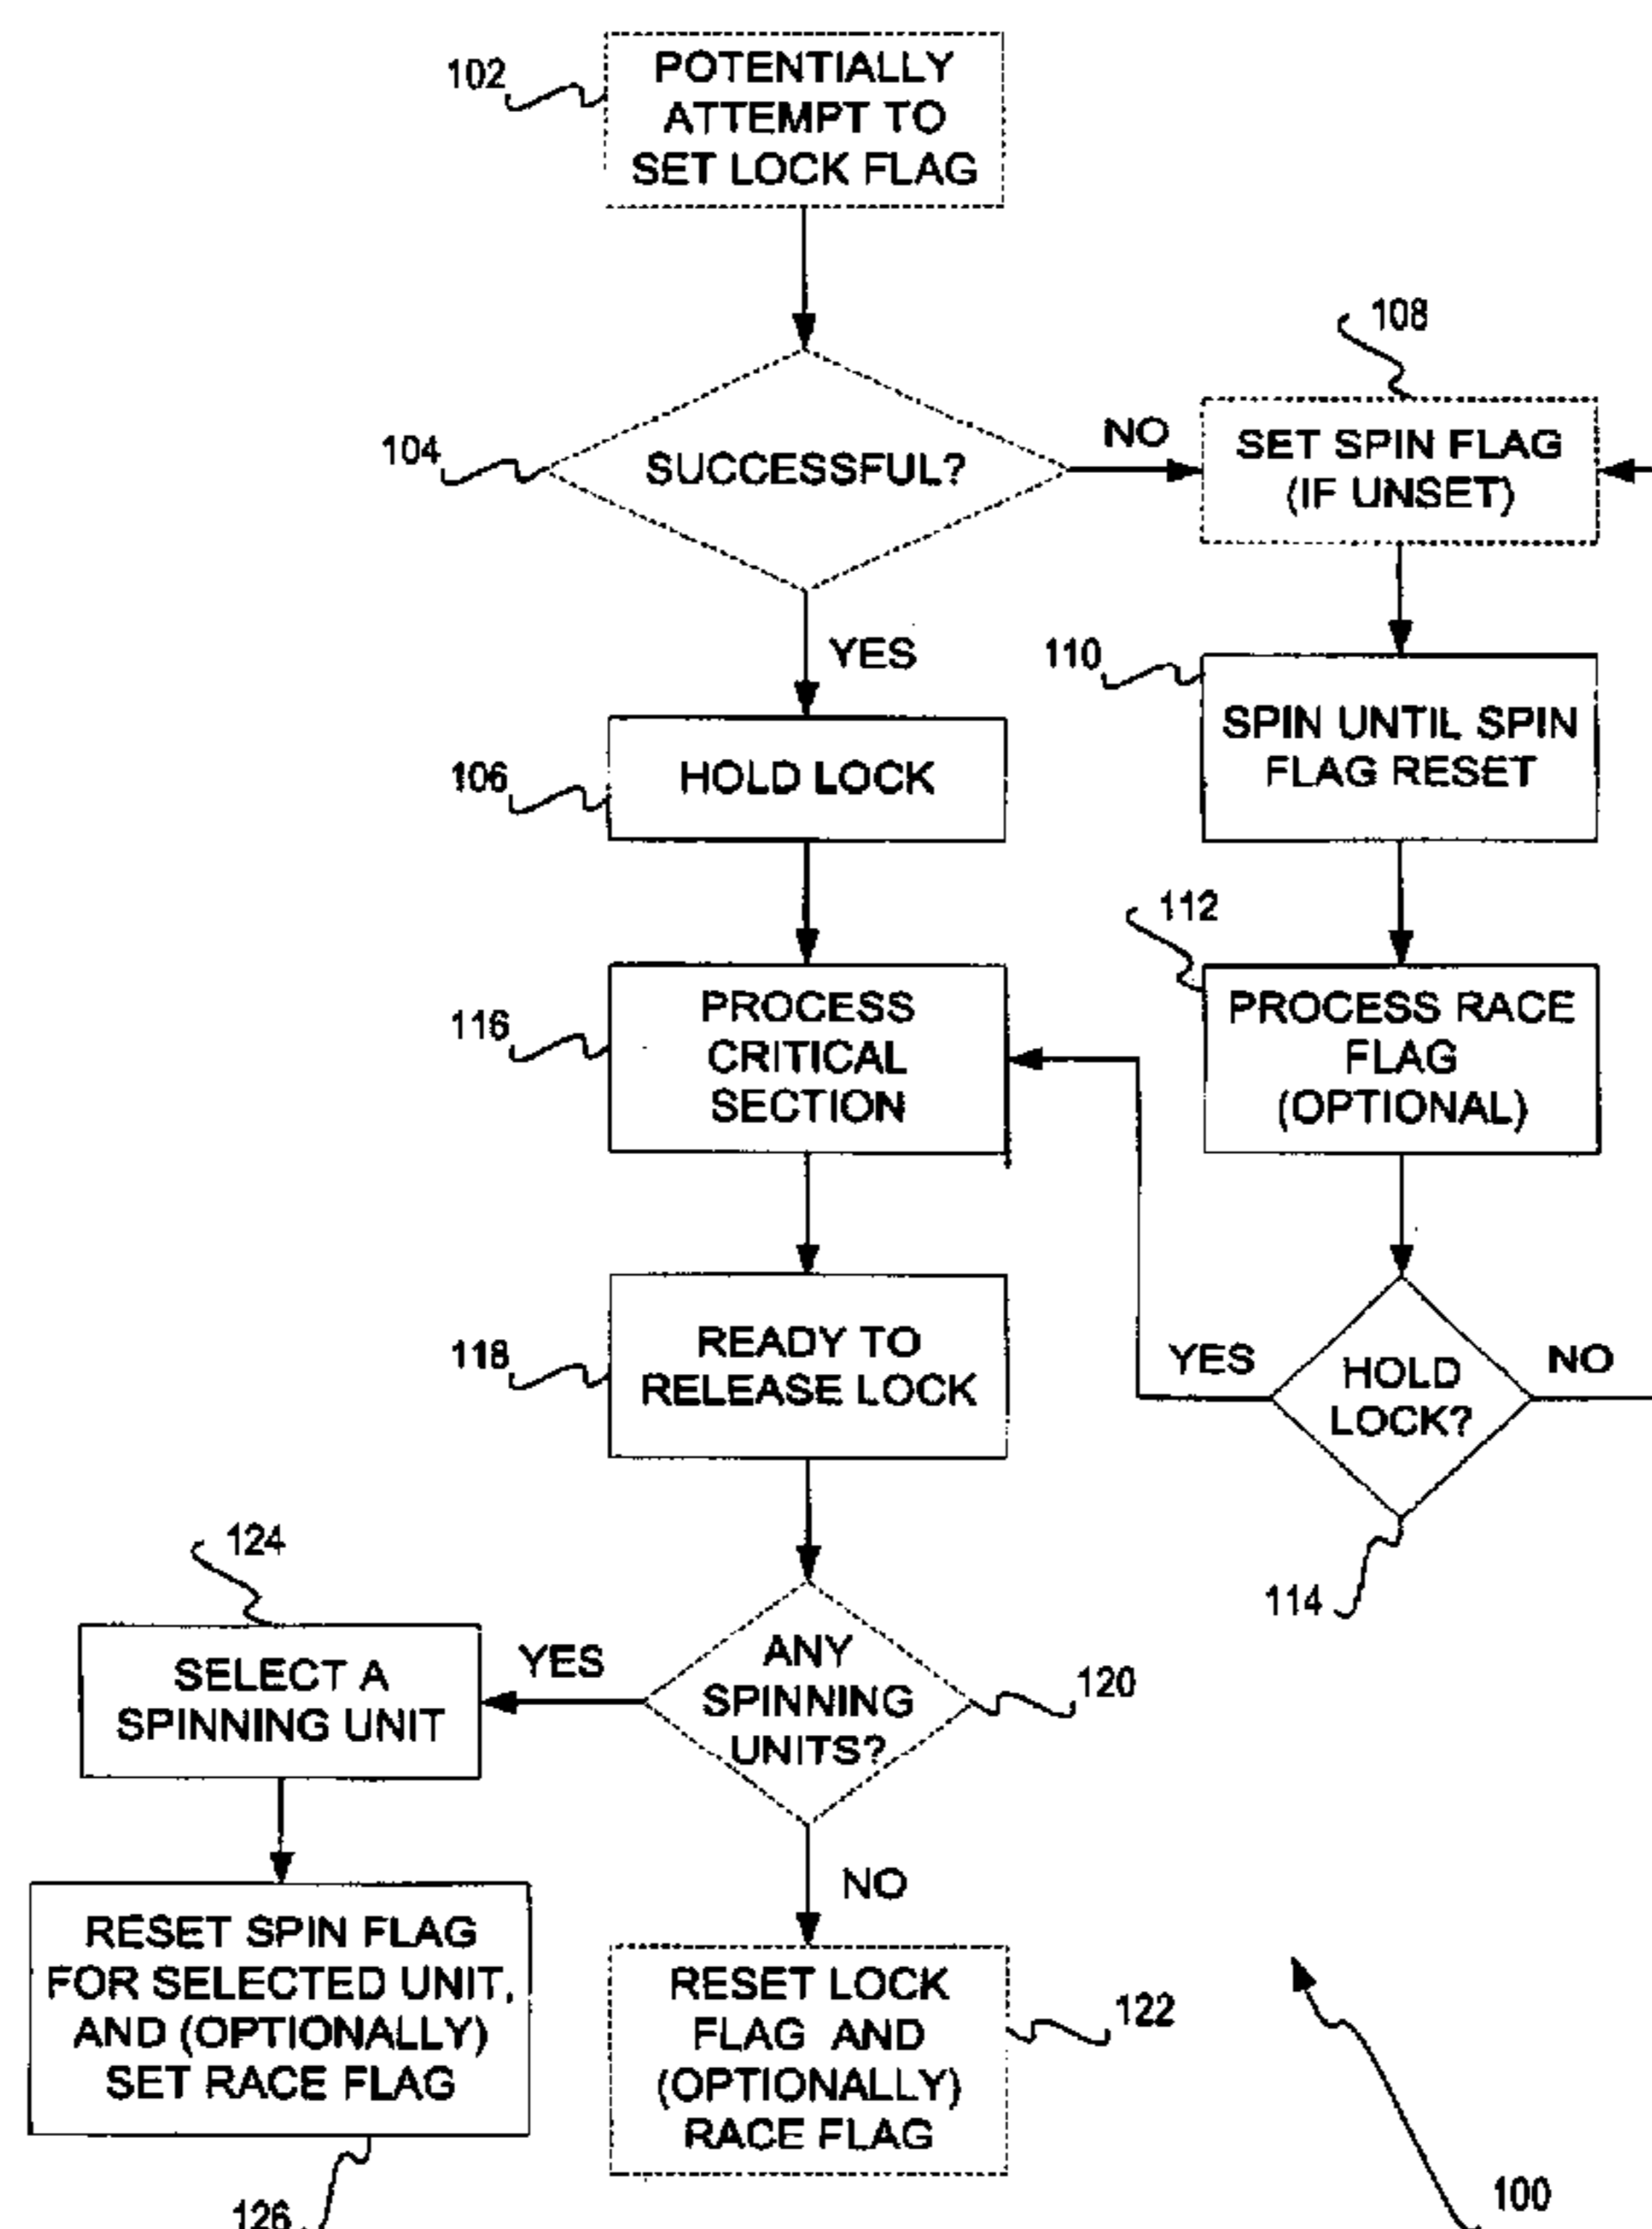 102
POTENTIALLY
ATTEMPT TO
SET LOCK FLAG
104
SUCCESSFUL?
NO
108
SET SPIN FLAG
(IF UNSET)
YES
110
SPIN UNTIL SPIN
FLAG RESET
106
HOLD LOCK
112
PROCESS RACE
FLAG
(OPTIONAL)
116
PROCESS
CRITICAL
SECTION
118
READY TO
RELEASE LOCK
YES
HOLD
LOCK?
NO
114
124
SELECT A
SPINNING UNIT
YES
ANY
SPINNING
UNITS?
120
NO
RESET SPIN FLAG
FOR SELECTED UNIT,
AND (OPTIONALLY)
SET RACE FLAG
126
RESET LOCK
FLAG AND
(OPTIONALLY)
RACE FLAG
122
100